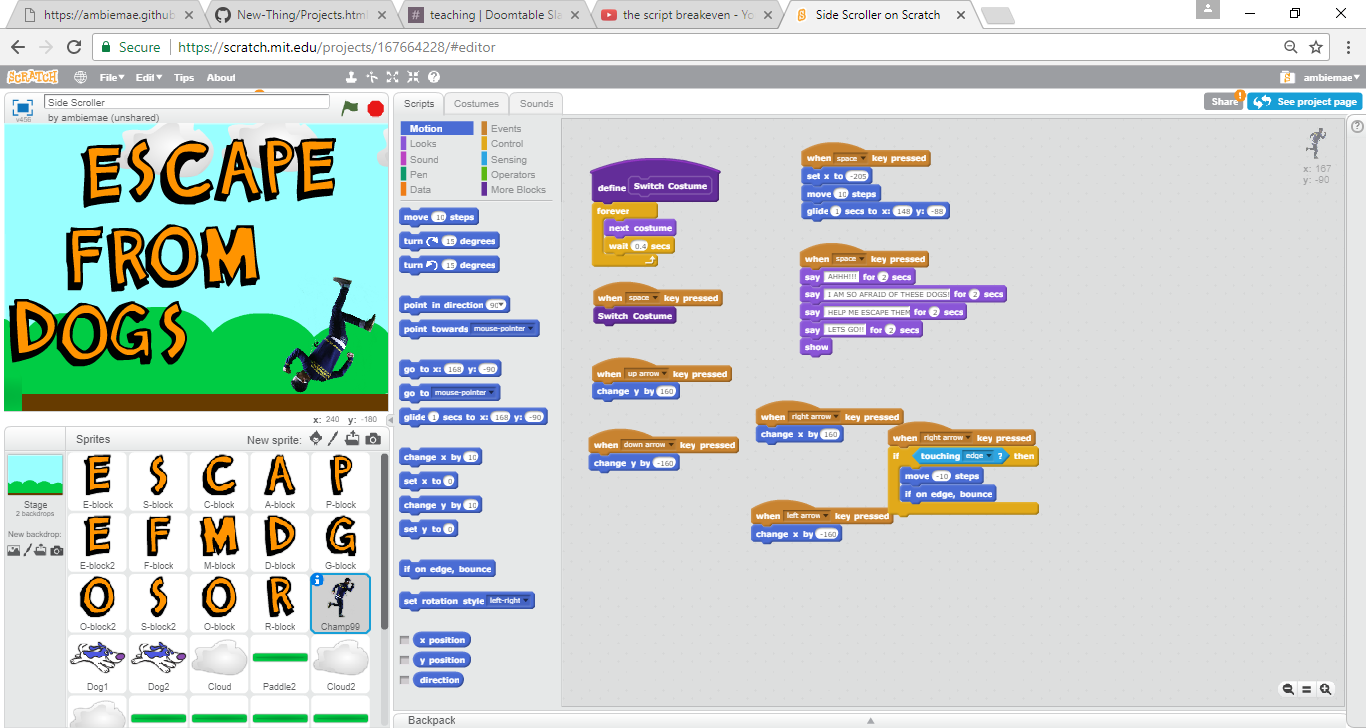 https://ambiemae.github
New-Thing/Projects.html
teaching | Doomtable Sla
the script breakeven - Yo
Side Scroller on Scratch
Secure | https://scratch.mit.edu/projects/167664228/#editor
SCRATCH File▾ Edit▾ Tips About ambiemae▾
Side Scroller
by ambiemae (unshared)
v456
Scripts Costumes Sounds
Share ! See project page
ESCAPE
FROM
DOGS
x: 240 y: -180
Motion Events
Looks Control
Sound Sensing
Pen Operators
Data More Blocks
move 10 steps
turn 15 degrees
turn 15 degrees
point in direction 90▾
point towards mouse-pointer
go to x: 168 y: -90
go to mouse-pointer
glide 1 secs to x: 168 y: -90
change x by 10
set x to 0
change y by 10
set y to 0
if on edge, bounce
set rotation style left-right
x position
y position
direction
define Switch Costume
forever
next costume
wait 0.4 secs
when space key pressed
Switch Costume
when up arrow key pressed
change y by 160
when down arrow key pressed
change y by -160
when space key pressed
set x to -205
move 10 steps
glide 1 secs to x: 148 y: -88
when space key pressed
say AHHH!!! for 2 secs
say I AM SO AFRAID OF THESE DOGS! for 2 secs
say HELP ME ESCAPE THEM for 2 secs
say LETS GO!! for 2 secs
show
when right arrow key pressed
change x by 160
when right arrow key pressed
if touching edge ? then
move -10 steps
if on edge, bounce
when left arrow key pressed
change x by -160
x: 167
y: -90
Sprites New sprite:
Stage
2 backdrops
New backdrop:
E S C A P
E-block S-block C-block A-block P-block
E F M D G
E-block2 F-block M-block D-block G-block
O S O R
O-block2 S-block2 O-block R-block Champ99
Dog1 Dog2 Cloud Paddle2 Cloud2
Backpack